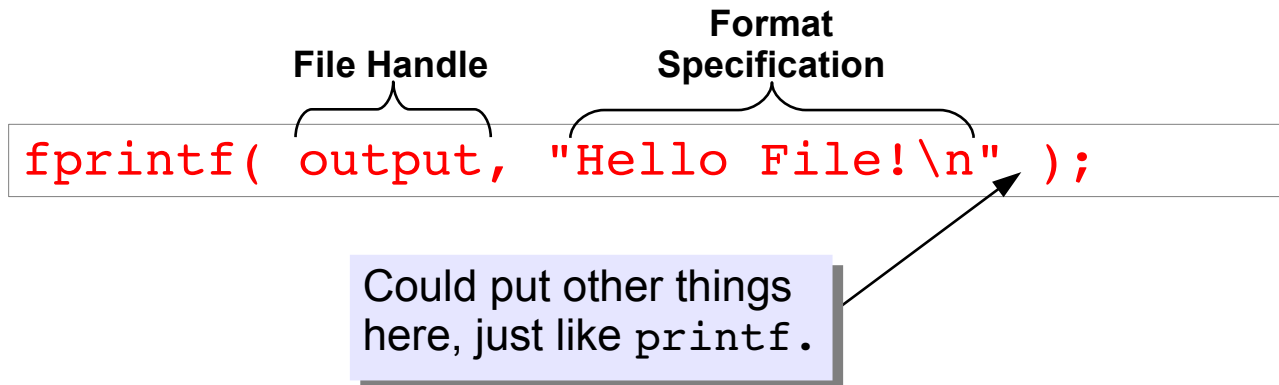 File Handle
Format
Specification
fprintf( output, "Hello File!\n" );
Could put other things
here, just like printf.